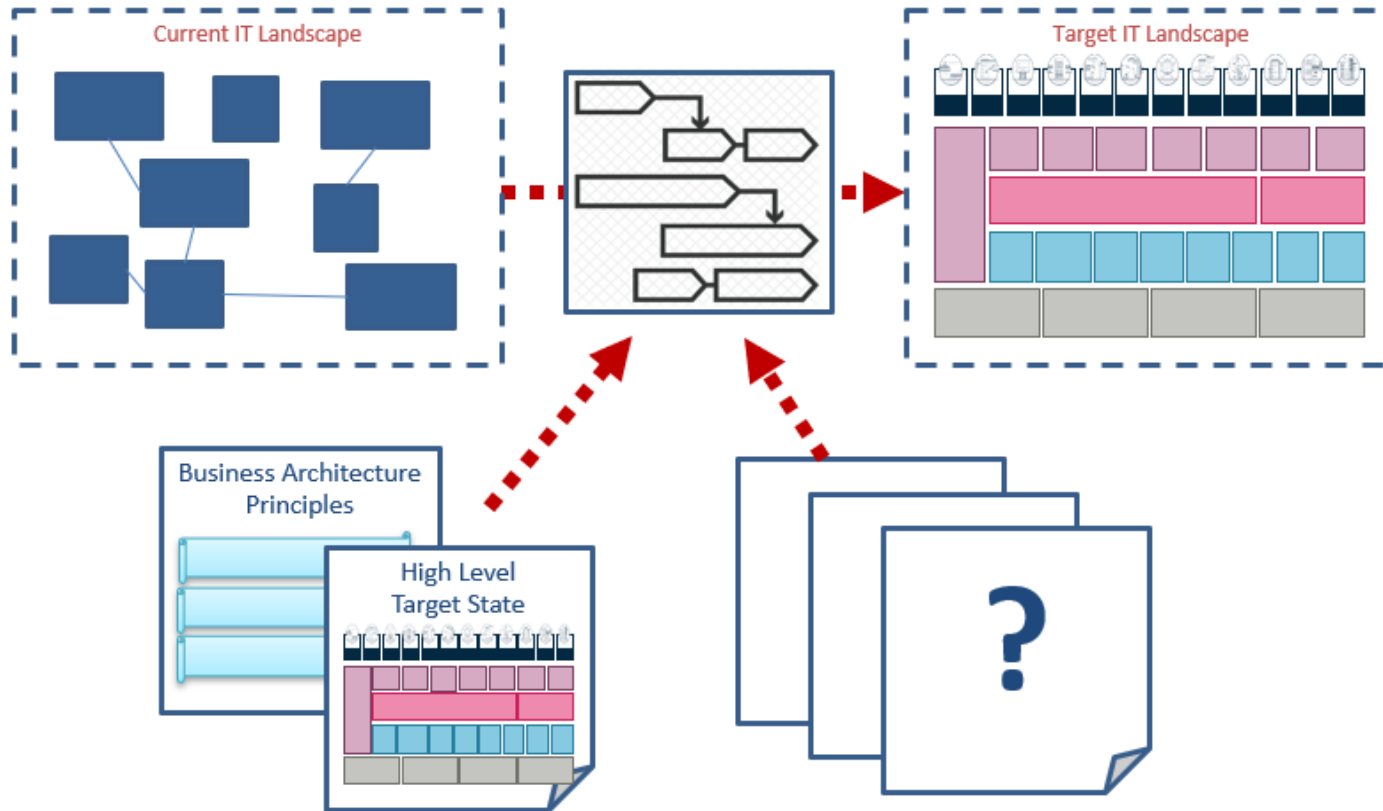 Current IT Landscape
Target IT Landscape
Business Architecture
Principles
High Level
Target State
?